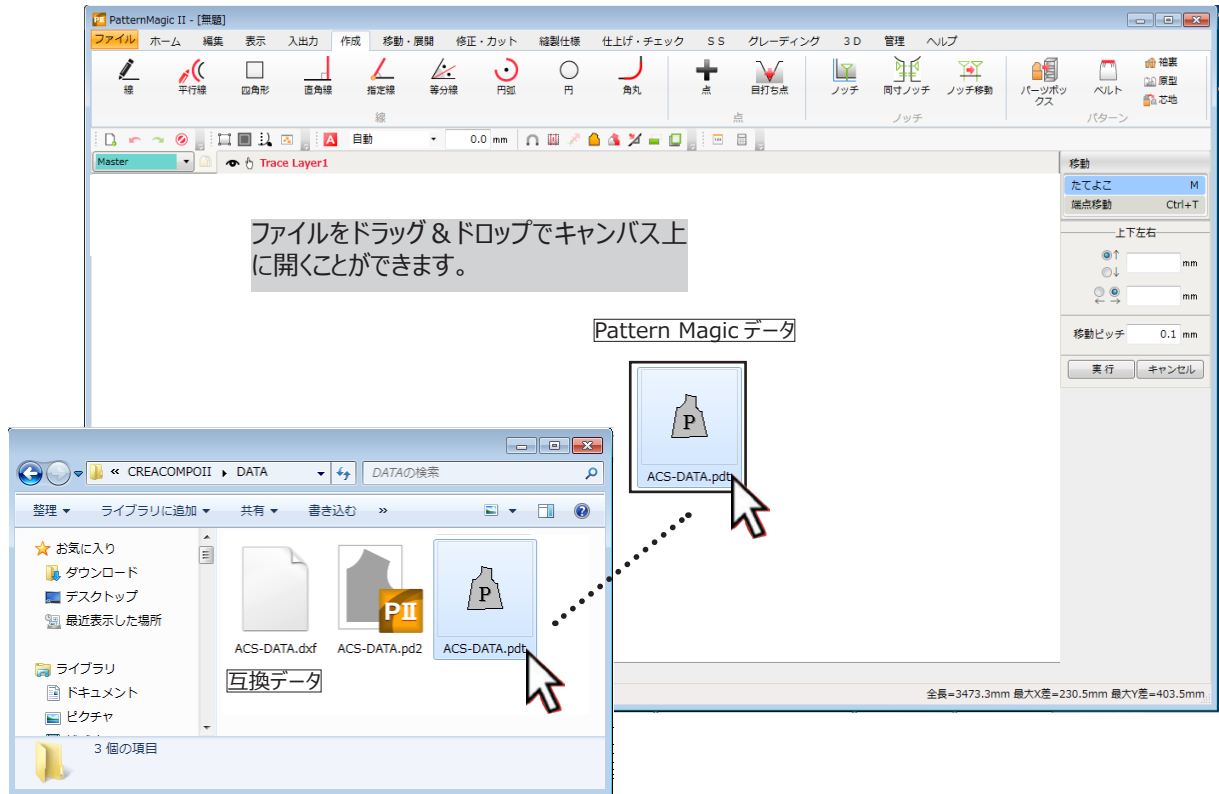 PatternMagic II - [無題]
ファイル ホーム 編集 表示 入出力 作成 移動・展開 修正・カット 縫製仕様 仕上げ・チェック S S グレーディング 3 D 管理 ヘルプ
線 平行線 四角形 直角線 指定線 等分線 円弧 円 角丸 点 目打ち点 ノッチ 同寸ノッチ ノッチ移動 パーツボックス ベルト
袖裏
原型
芯地
線 点 ノッチ パターン
A 自動 0.0 mm
Master Trace Layer1
移動
たてよこ M
端点移動 Ctrl+T
上下左右
↑ mm
↓
← → mm
移動ピッチ 0.1 mm
実行 キャンセル
ファイルをドラッグ＆ドロップでキャンバス上
に開くことができます。
Pattern Magic データ
P
ACS-DATA.pdt
« CREACOMPOII DATA DATAの検索
整理 ライブラリに追加 共有 書き込む »
お気に入り
ダウンロード
デスクトップ
最近表示した場所
ライブラリ
ドキュメント
ピクチャ
PII P
ACS-DATA.dxf ACS-DATA.pd2 ACS-DATA.pdt
互換データ
3 個の項目
全長=3473.3mm 最大X差=230.5mm 最大Y差=403.5mm